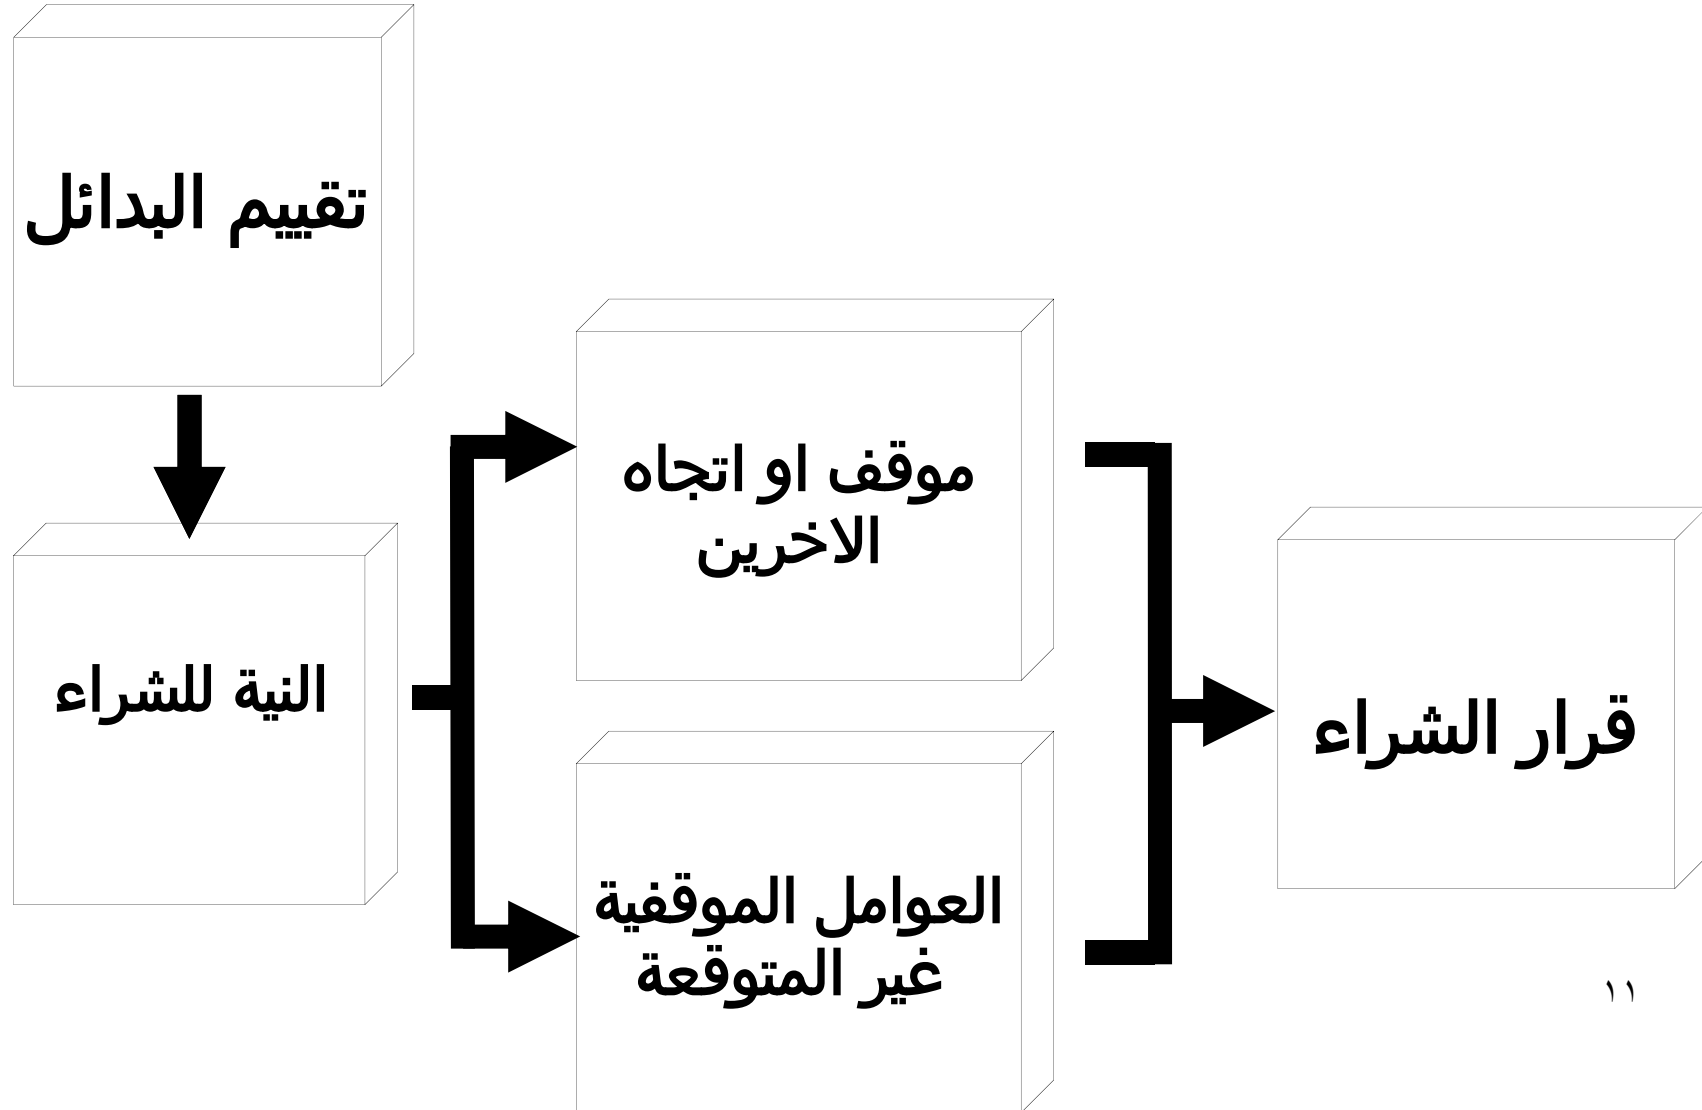 تقييم البدائل
النية للشراء
موقف او اتجاه
الاخرين
العوامل الموقفية
غير المتوقعة
قرار الشراء
١١